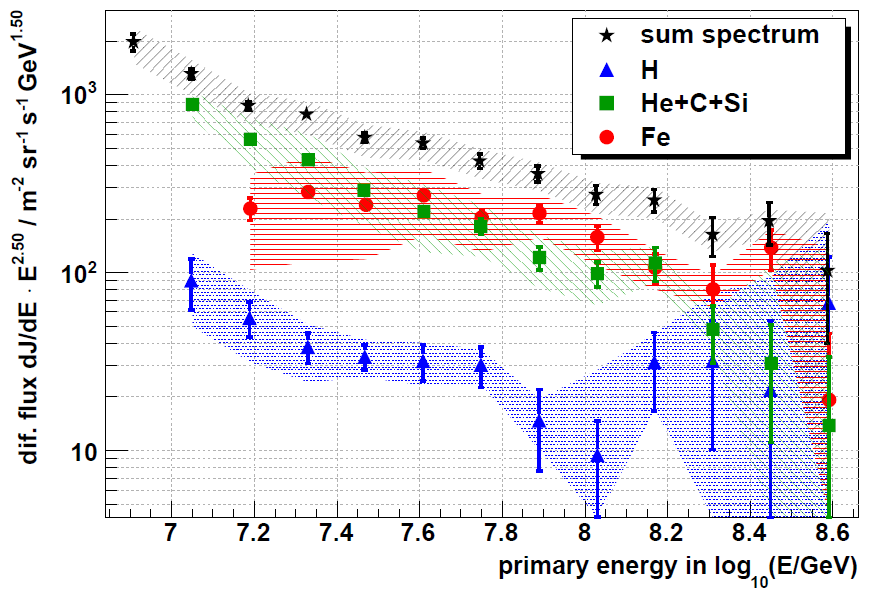 dif. flux dJ/dE · E^2.50 / m^-2 sr^-1 s^-1 GeV^1.50
10^3
10^2
10
sum spectrum
H
He+C+Si
Fe
7 7.2 7.4 7.6 7.8 8 8.2 8.4 8.6
primary energy in log_10(E/GeV)